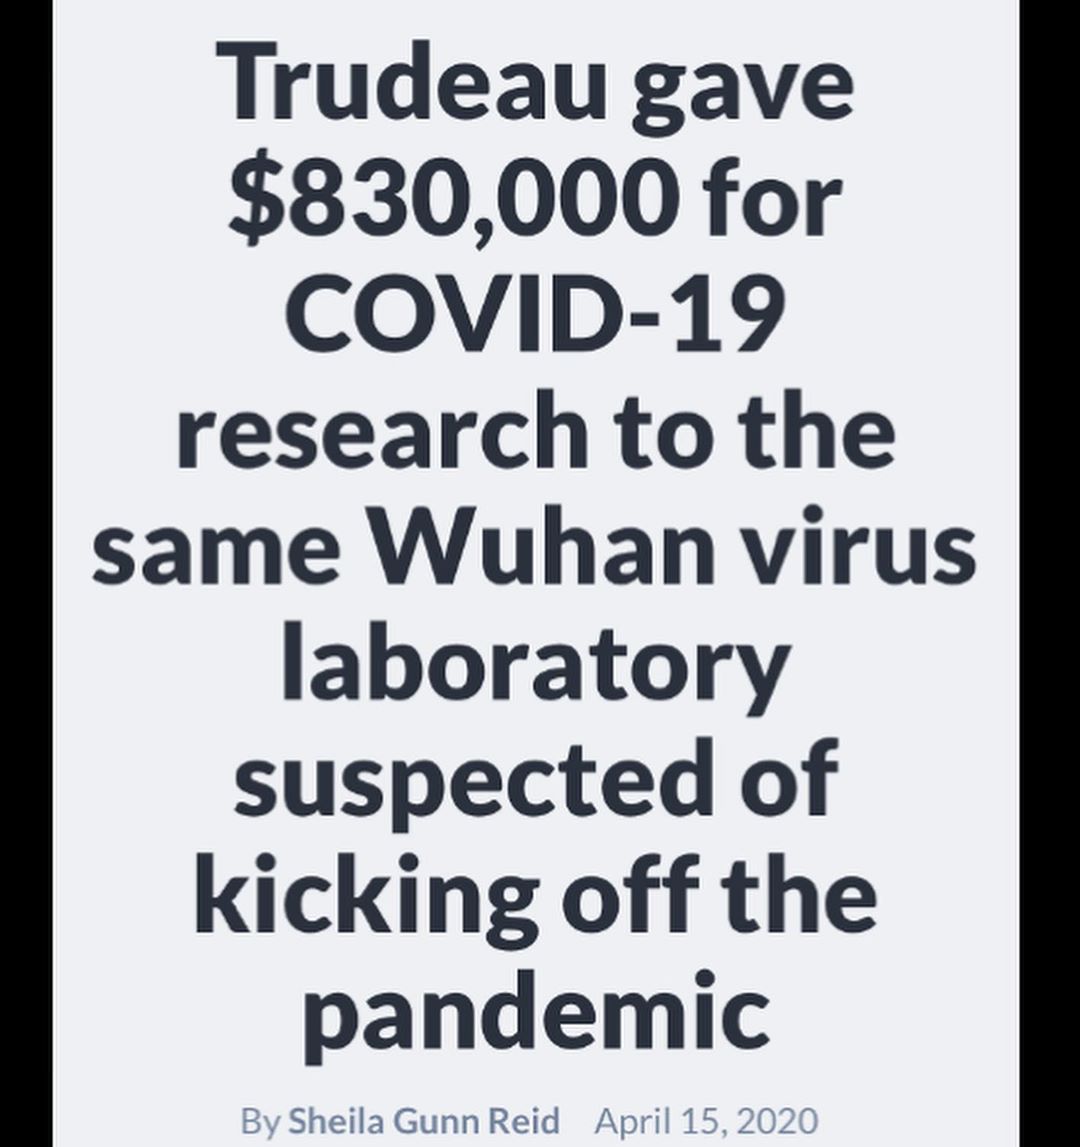 Trudeau gave
$830,000 for
COVID-19
research to the
same Wuhan virus
laboratory
suspected of
kicking off the
pandemic
By Sheila Gunn Reid April 15, 2020